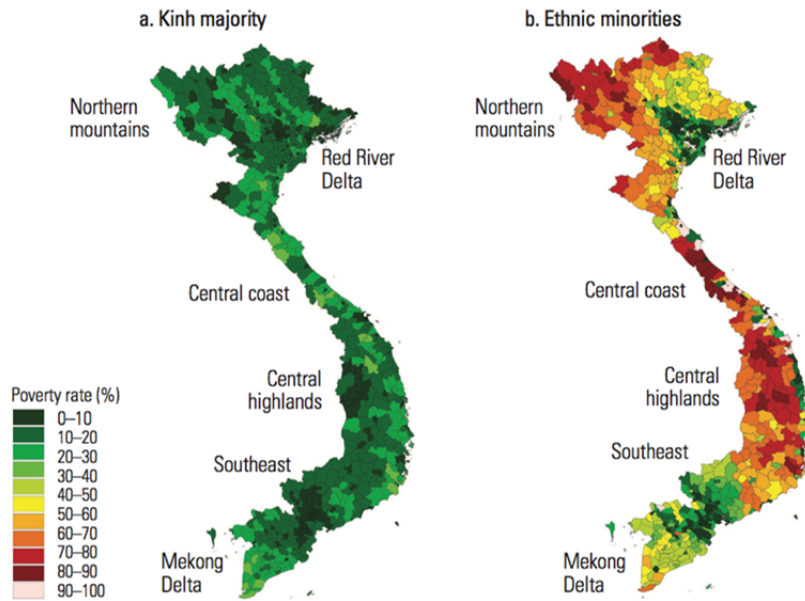 a. Kinh majority
Northern
mountains
Red River
Delta
Central coast
Central
highlands
Southeast
Mekong
Delta
Poverty rate (%)
0–10
10–20
20–30
30–40
40–50
50–60
60–70
70–80
80–90
90–100
b. Ethnic minorities
Northern
mountains
Red River
Delta
Central coast
Central
highlands
Southeast
Mekong
Delta